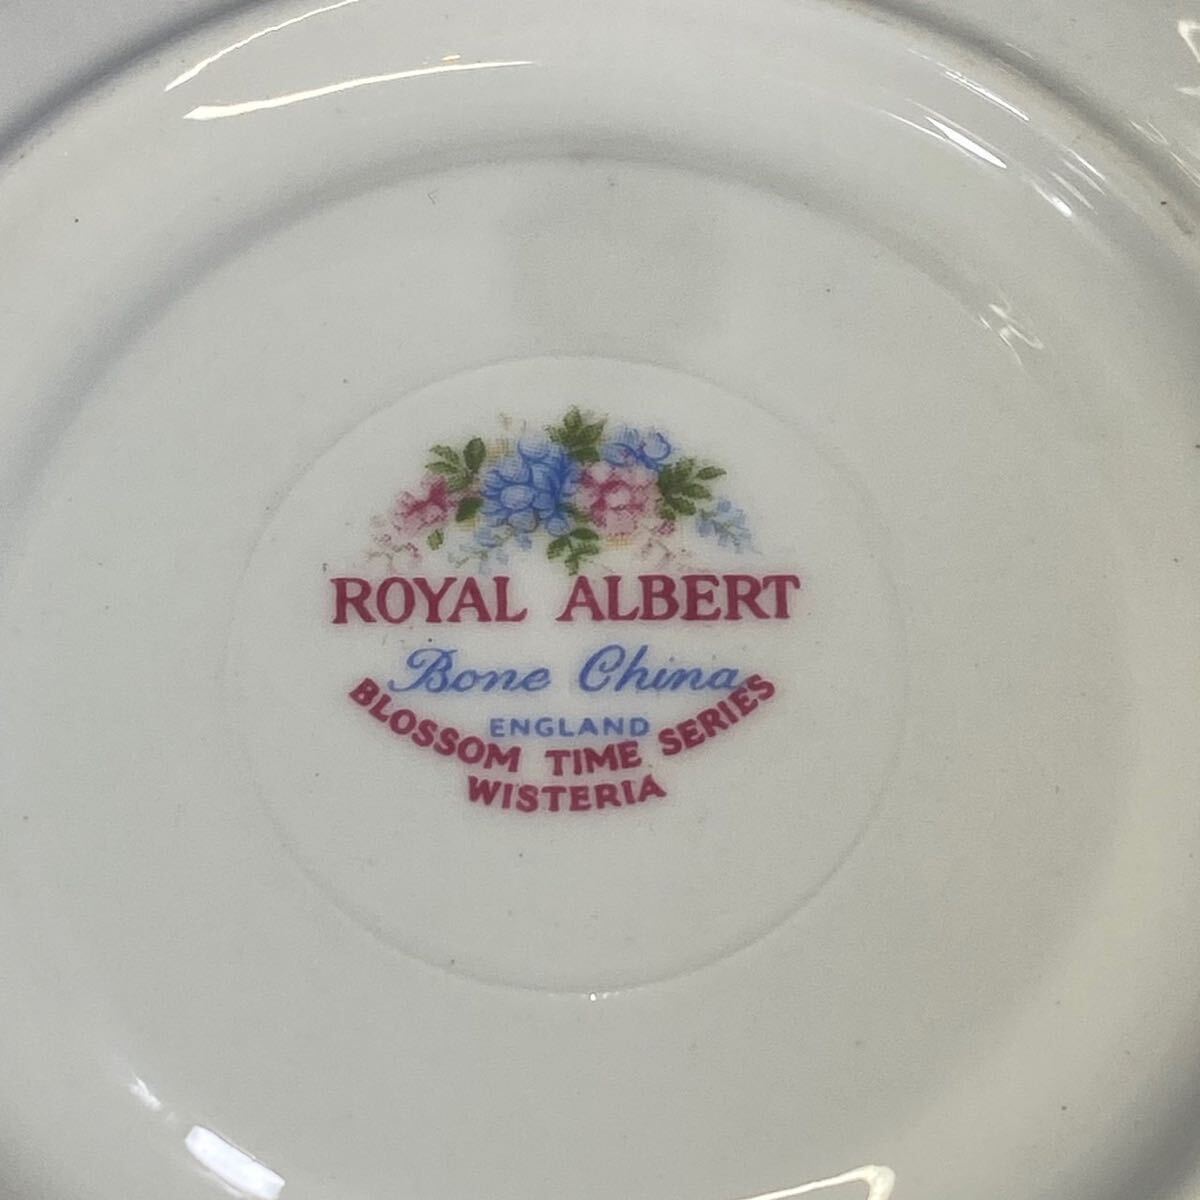 ROYAL ALBERT
Bone China
ENGLAND
BLOSSOM TIME SERIES
WISTERIA